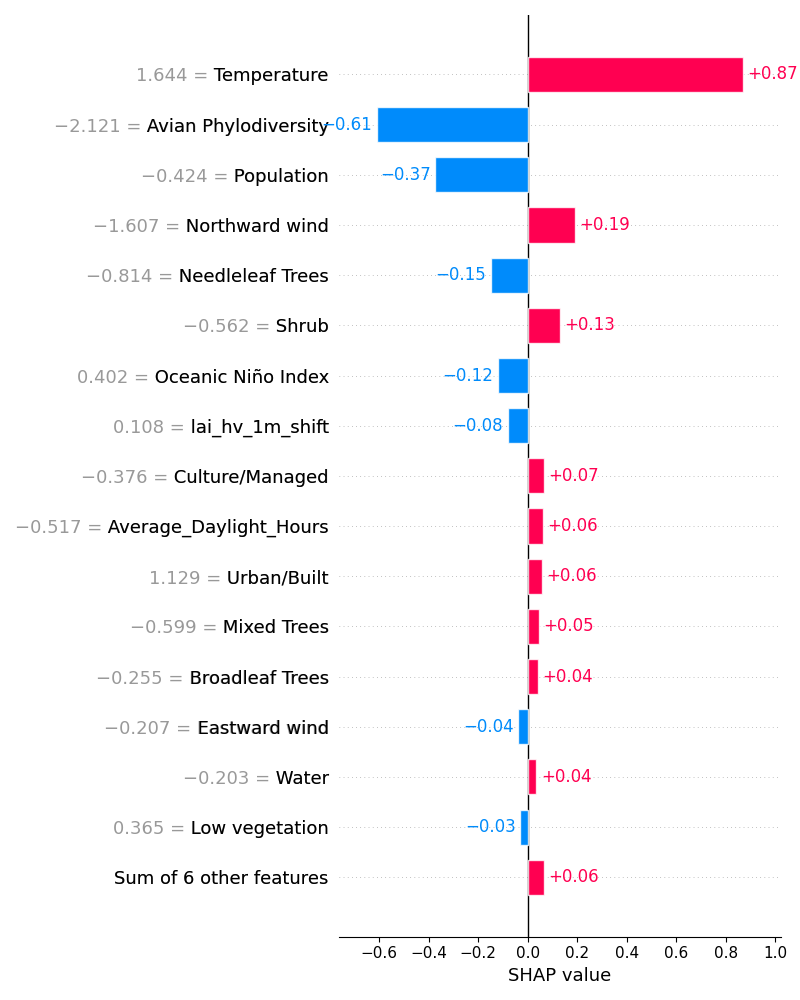 1.644 = Temperature +0.87
−2.121 = Avian Phylodiversity −0.61
−0.424 = Population −0.37
−1.607 = Northward wind +0.19
−0.814 = Needleleaf Trees −0.15
−0.562 = Shrub +0.13
0.402 = Oceanic Niño Index −0.12
0.108 = lai_hv_1m_shift −0.08
−0.376 = Culture/Managed +0.07
−0.517 = Average_Daylight_Hours +0.06
1.129 = Urban/Built +0.06
−0.599 = Mixed Trees +0.05
−0.255 = Broadleaf Trees +0.04
−0.207 = Eastward wind −0.04
−0.203 = Water +0.04
0.365 = Low vegetation −0.03
Sum of 6 other features +0.06
−0.6 −0.4 −0.2 0.0 0.2 0.4 0.6 0.8 1.0
SHAP value